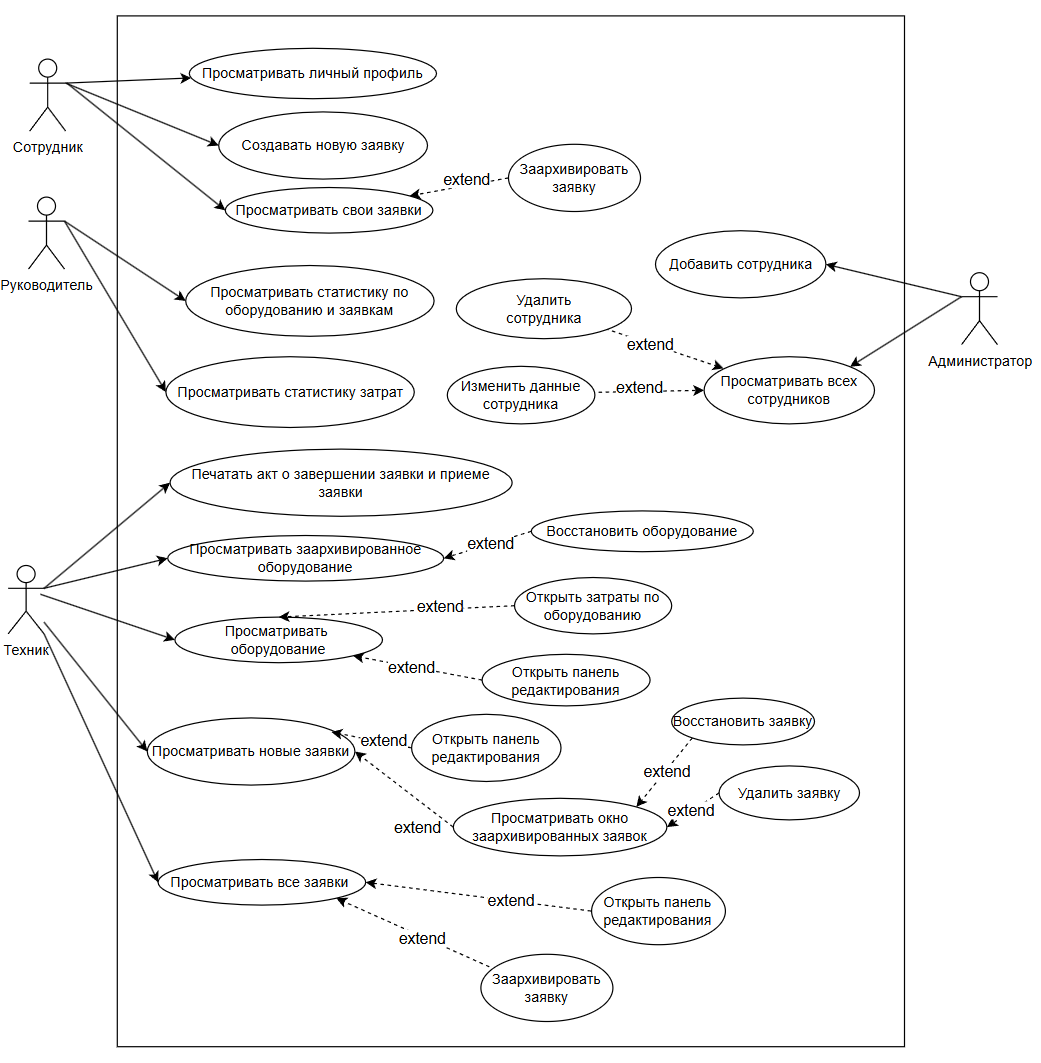 Просматривать личный профиль
Сотрудник
Создавать новую заявку
Заархивировать
заявку
extend
Просматривать свои заявки
Руководитель
Добавить сотрудника
Просматривать статистику по
оборудованию и заявкам
Удалить
сотрудника
extend
Администратор
Просматривать статистику затрат
Изменить данные
сотрудника
extend
Просматривать всех
сотрудников
Печатать акт о завершении заявки и приеме
заявки
Восстановить оборудование
extend
Просматривать заархивированное
оборудование
Открыть затраты по
оборудованию
extend
Просматривать
оборудование
Техник
extend
Открыть панель
редактирования
Восстановить заявку
Просматривать новые заявки
extend
Открыть панель
редактирования
extend
Удалить заявку
extend
Просматривать окно
заархивированных заявок
extend
Просматривать все заявки
extend
Открыть панель
редактирования
extend
Заархивировать
заявку